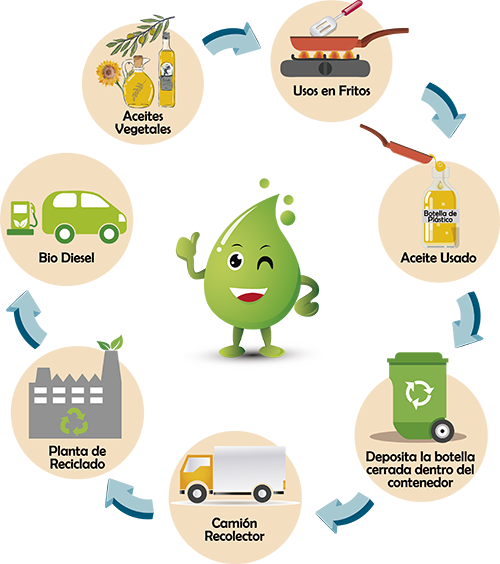 Aceites
Vegetales
Usos en Fritos
Botella de
Plástico
Aceite Usado
Deposita la botella
cerrada dentro del
contenedor
Camión
Recolector
Planta de
Reciclado
Bio Diesel